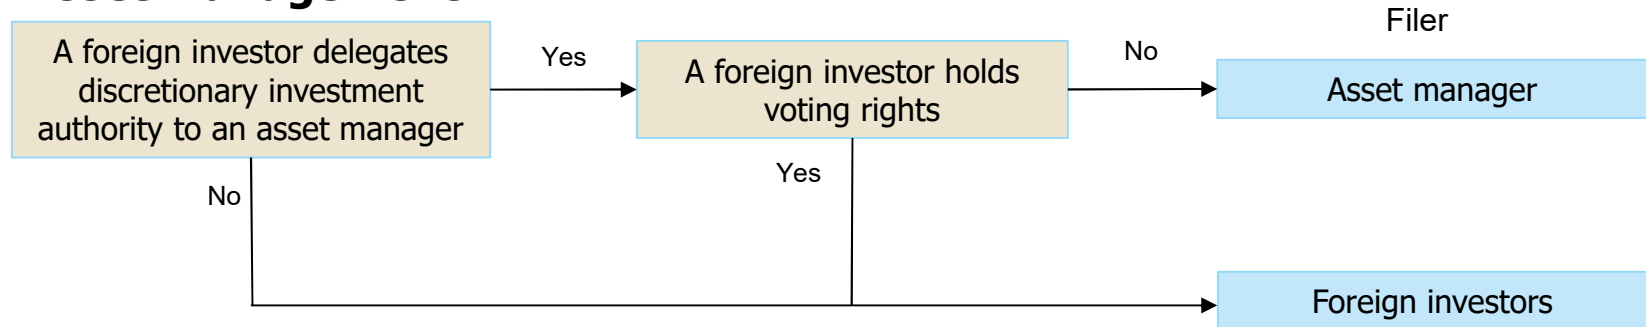 Filer
A foreign investor delegates
discretionary investment
authority to an asset manager
Yes
A foreign investor holds
voting rights
No
Asset manager
No
Yes
Foreign investors